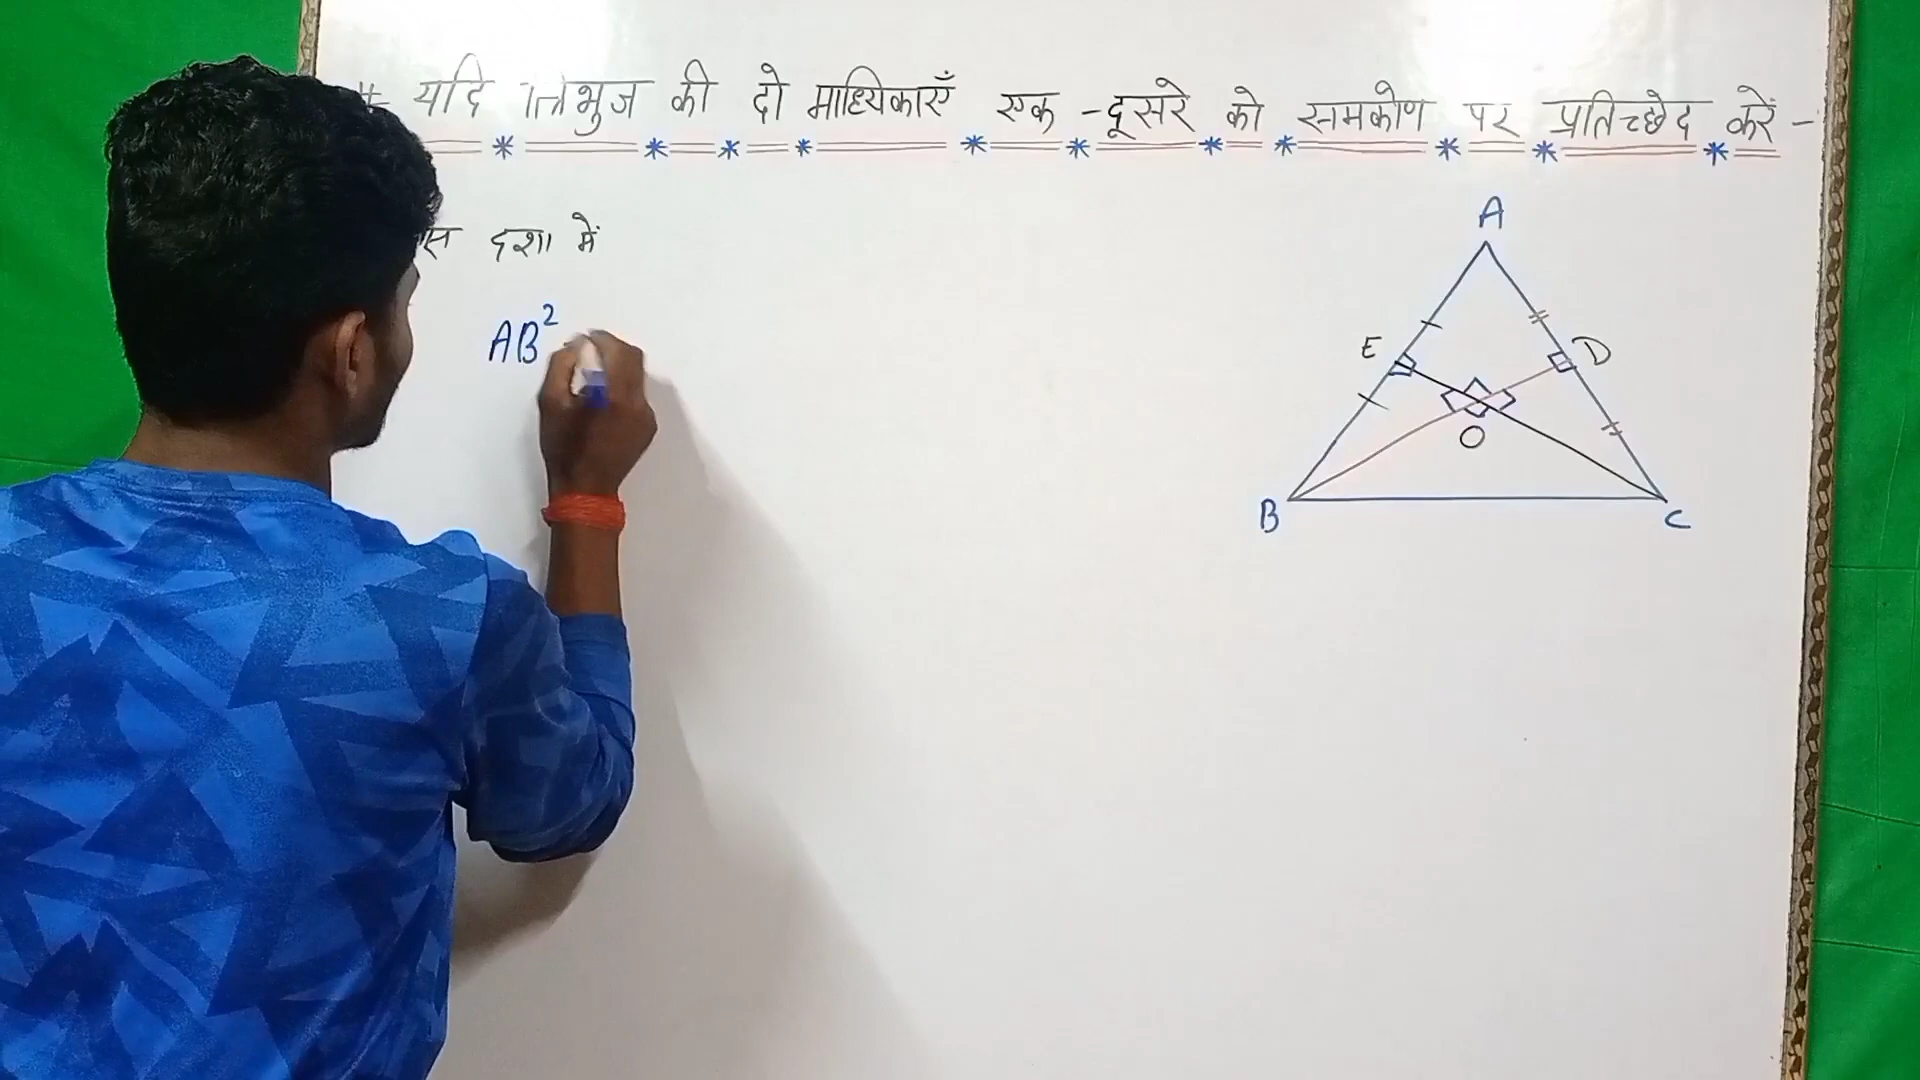 # यदि त्रिभुज की दो माध्यिकाएँ एक - दूसरे को समकोण पर प्रतिच्छेद करें -
दशा में
AB²
A
E
D
O
B
C